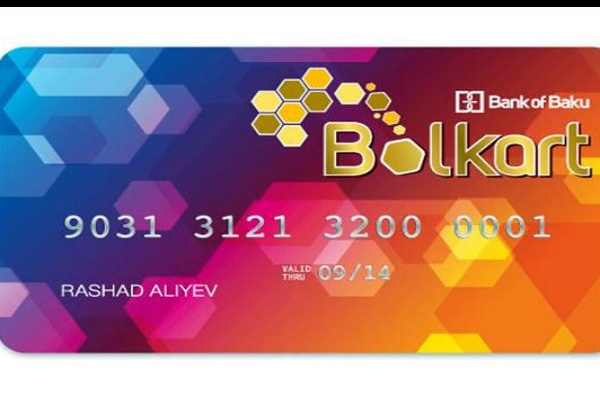 Bank of Baku
Bolkart
9031 3121 3200 0001
VALID
THRU 09/14
RASHAD ALIYEV